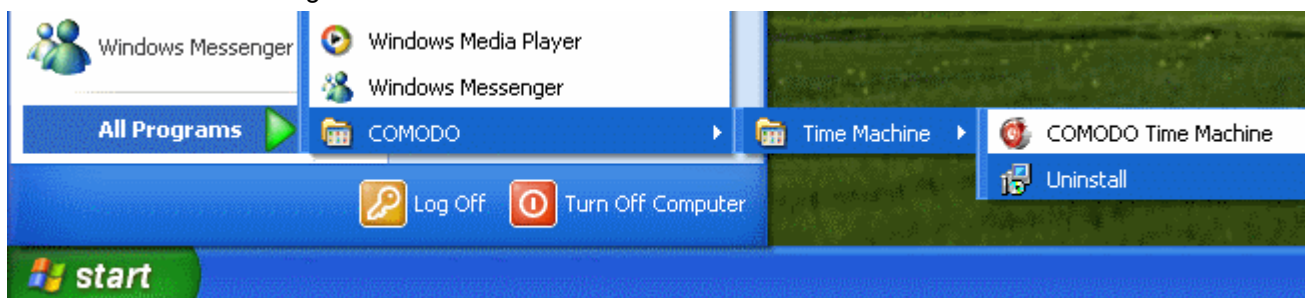 Windows Messenger
All Programs
Windows Media Player
Windows Messenger
COMODO
Time Machine
COMODO Time Machine
Uninstall
Log Off
Turn Off Computer
start